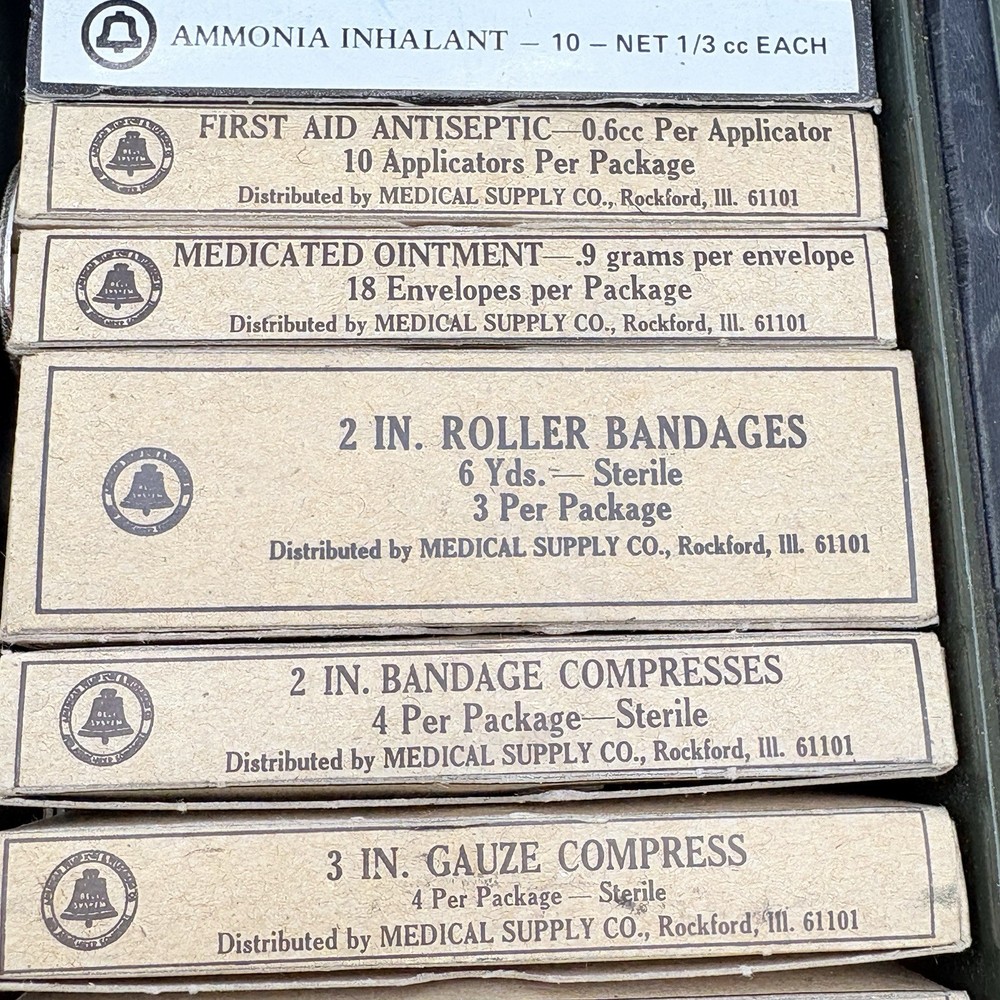 AMMONIA INHALANT – 10 – NET 1/3 cc EACH
FIRST AID ANTISEPTIC—0.6cc Per Applicator
10 Applicators Per Package
Distributed by MEDICAL SUPPLY CO., Rockford, Ill. 61101
MEDICATED OINTMENT—.9 grams per envelope
18 Envelopes per Package
Distributed by MEDICAL SUPPLY CO., Rockford, Ill. 61101
2 IN. ROLLER BANDAGES
6 Yds. — Sterile
3 Per Package
Distributed by MEDICAL SUPPLY CO., Rockford, Ill. 61101
2 IN. BANDAGE COMPRESSES
4 Per Package—Sterile
Distributed by MEDICAL SUPPLY CO., Rockford, Ill. 61101
3 IN. GAUZE COMPRESS
4 Per Package — Sterile
Distributed by MEDICAL SUPPLY CO., Rockford, Ill. 61101